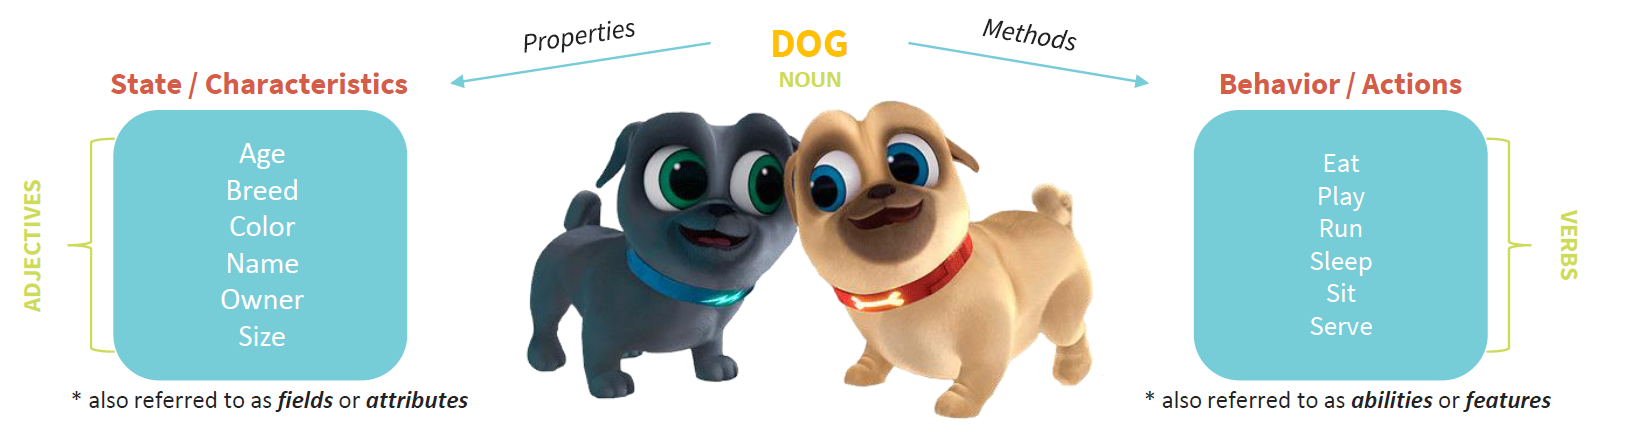 Properties
DOG
NOUN
Methods
State / Characteristics
Age
Breed
Color
Name
Owner
Size
ADJECTIVES
* also referred to as fields or attributes
Behavior / Actions
Eat
Play
Run
Sleep
Sit
Serve
VERBS
* also referred to as abilities or features